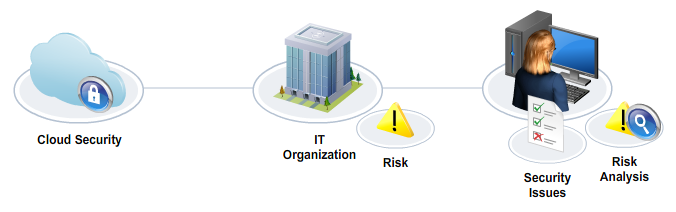 Cloud Security
IT
Organization
Risk
Security
Issues
Risk
Analysis